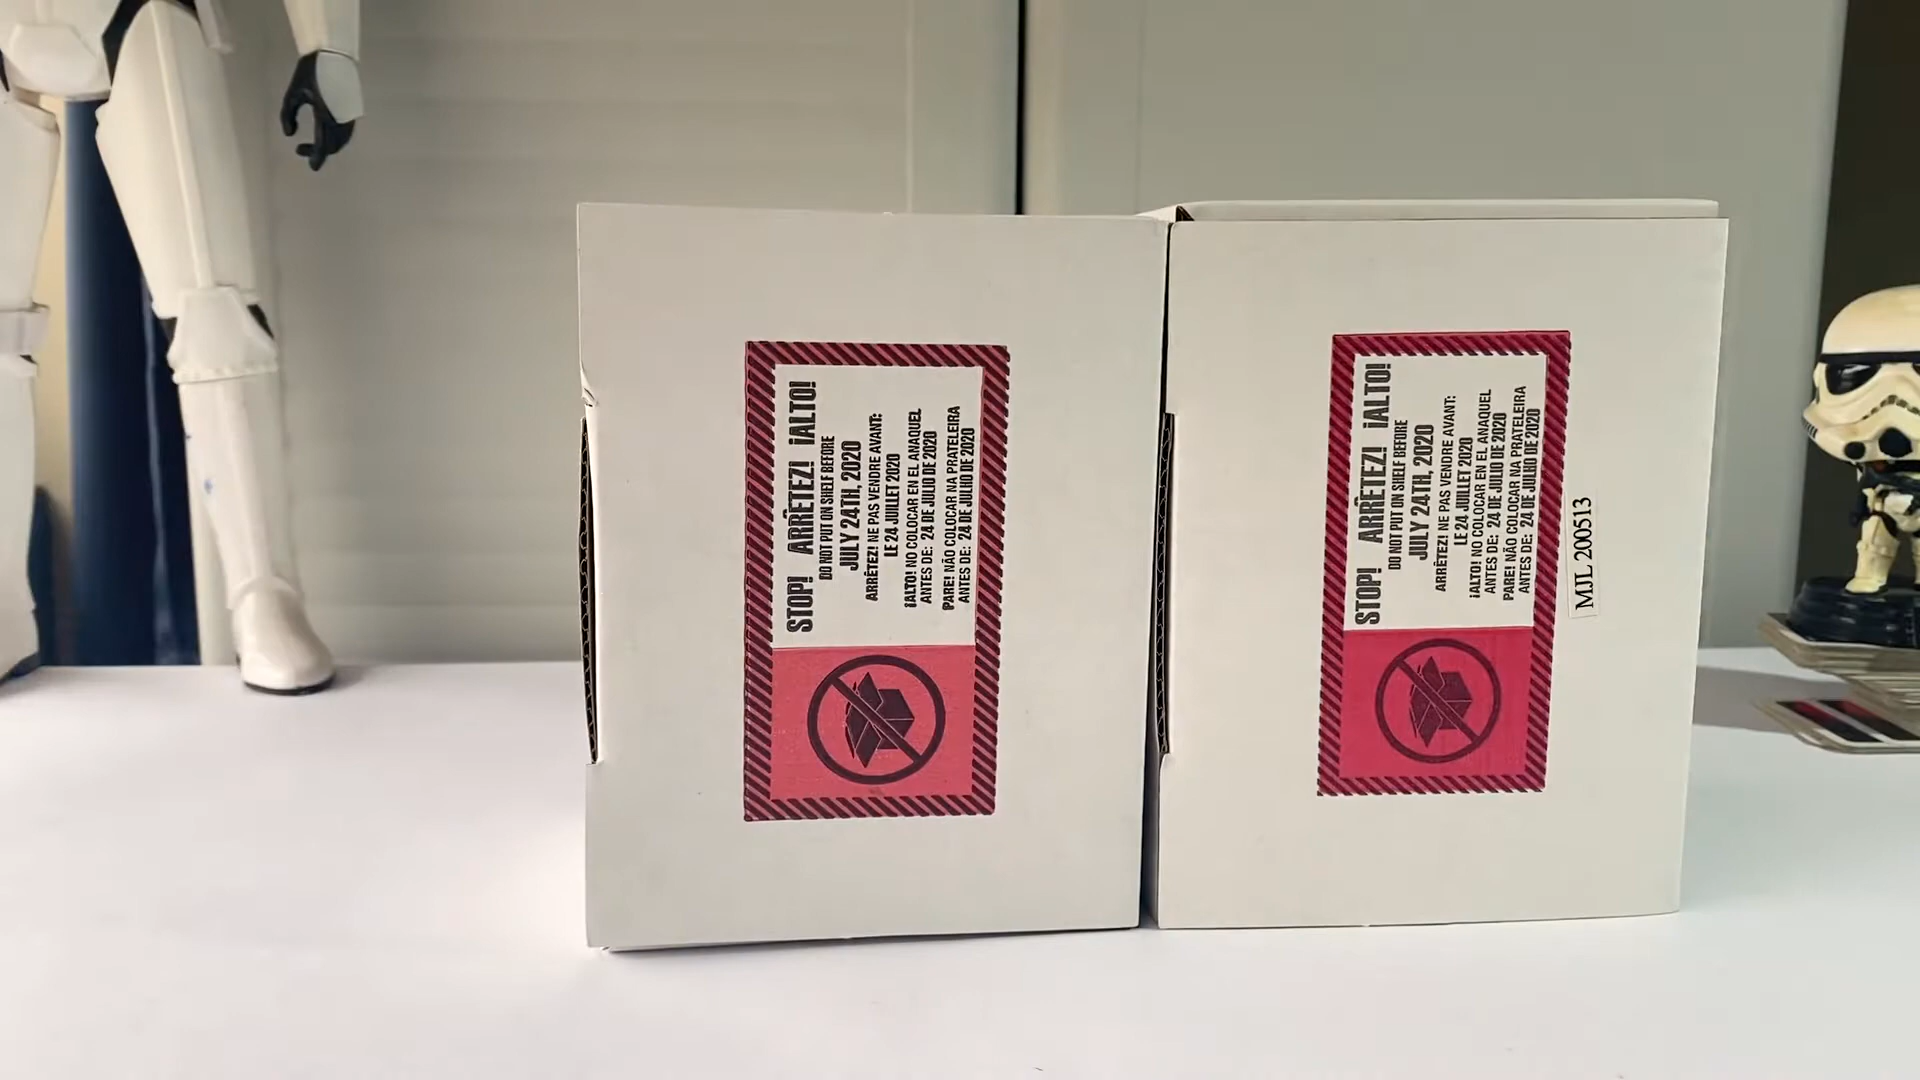 STOP! ARRÊTEZ! ¡ALTO!
DO NOT PUT ON SHELF BEFORE
JULY 24TH, 2020
ARRÊTEZ! NE PAS VENDRE AVANT:
LE 24 JUILLET 2020
¡ALTO! NO COLOCAR EN EL ANAQUEL
ANTES DE: 24 DE JULIO DE 2020
PARE! NÃO COLOCAR NA PRATELEIRA
ANTES DE: 24 DE JULHO DE 2020
STOP! ARRÊTEZ! ¡ALTO!
DO NOT PUT ON SHELF BEFORE
JULY 24TH, 2020
ARRÊTEZ! NE PAS VENDRE AVANT:
LE 24 JUILLET 2020
¡ALTO! NO COLOCAR EN EL ANAQUEL
ANTES DE: 24 DE JULIO DE 2020
PARE! NÃO COLOCAR NA PRATELEIRA
ANTES DE: 24 DE JULHO DE 2020
MJL 200513